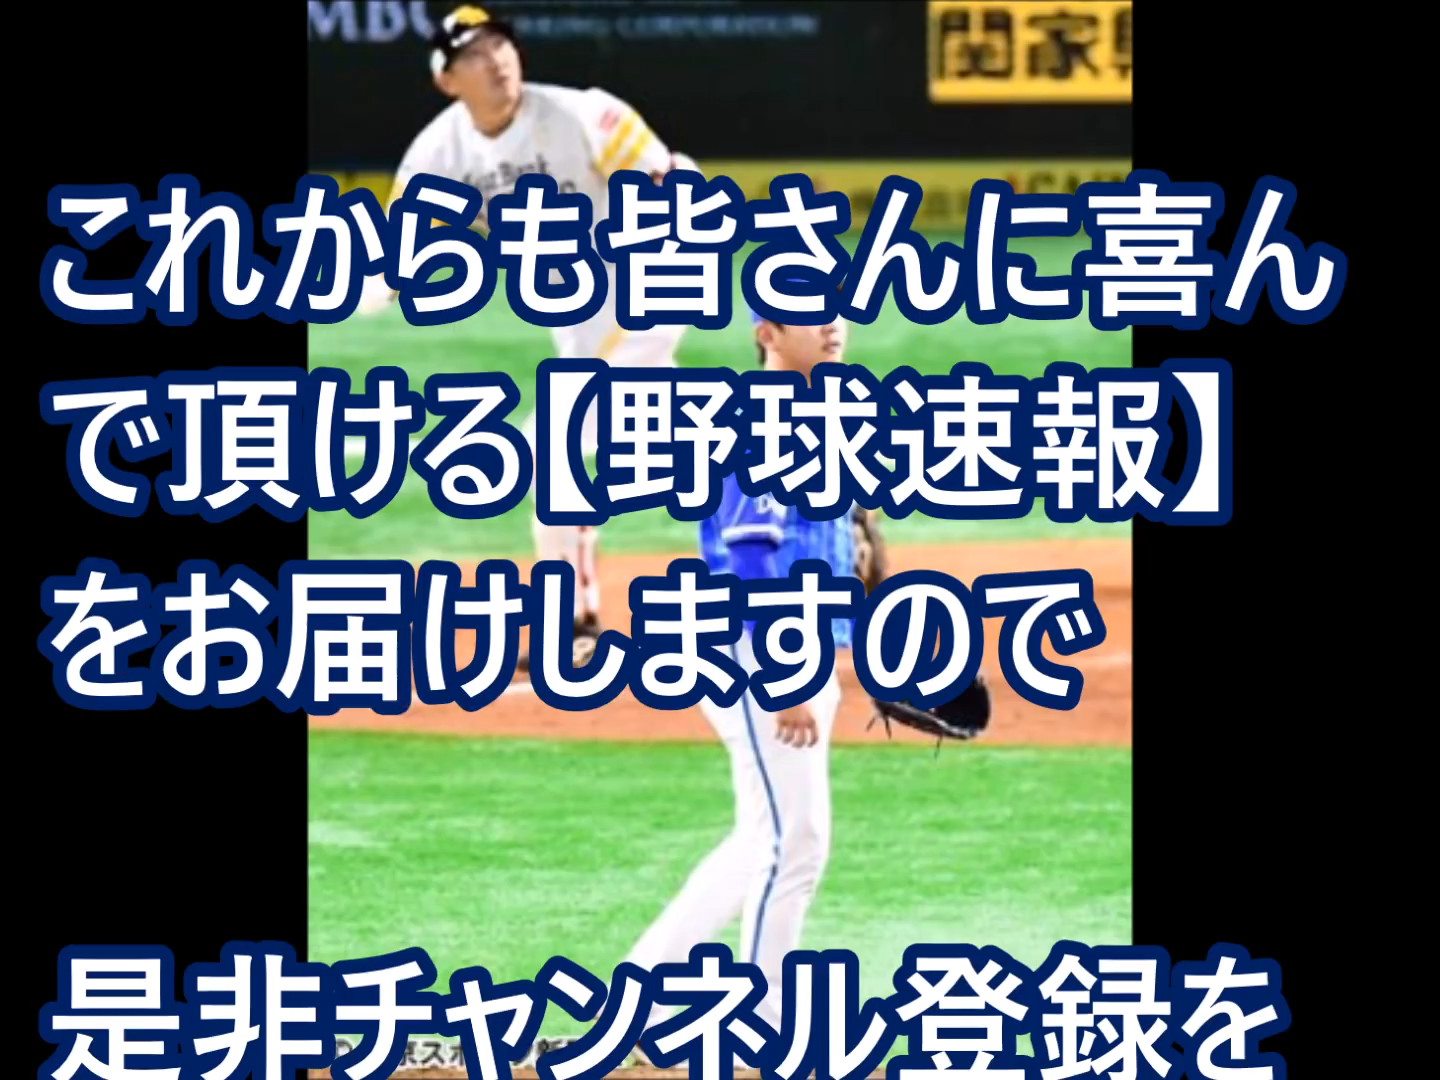 関家
これからも皆さんに喜ん
で頂ける【野球速報】
をお届けしますので
是非チャンネル登録を